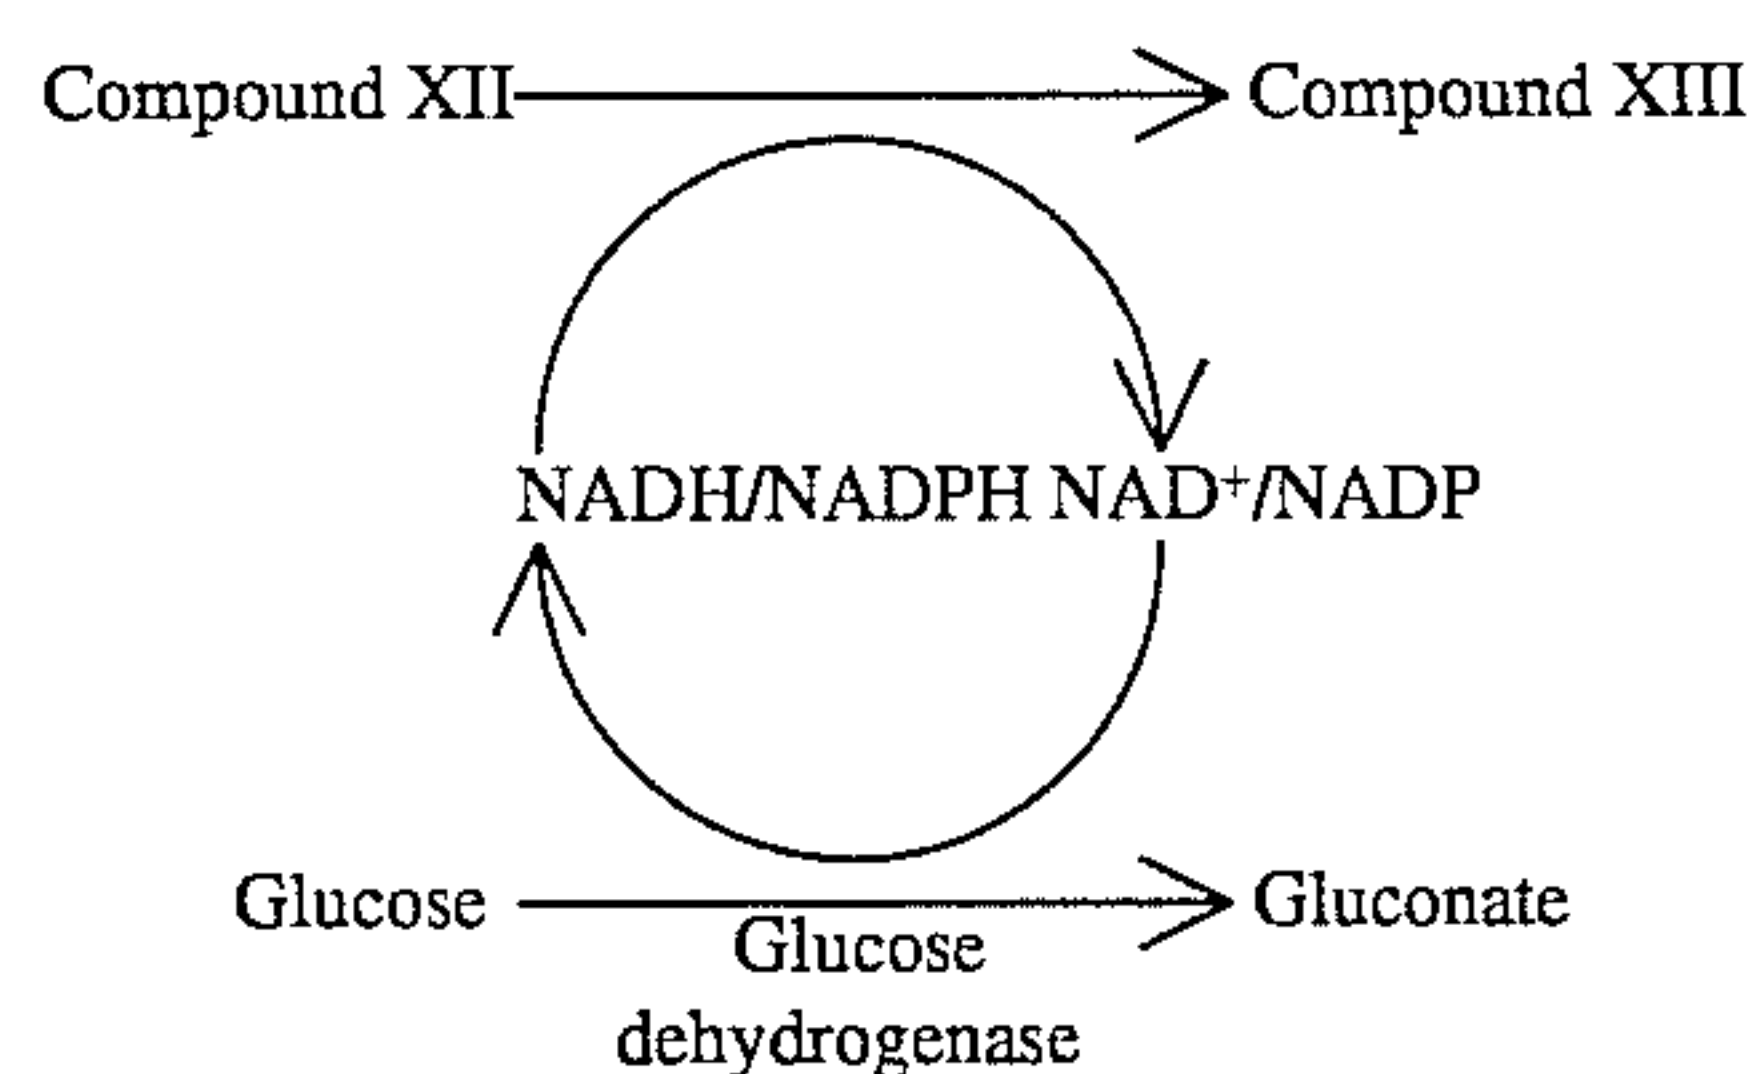 Compound XII Compound XIII
NADH/NADPH NAD+/NADP
Glucose Gluconate
Glucose
dehydrogenase